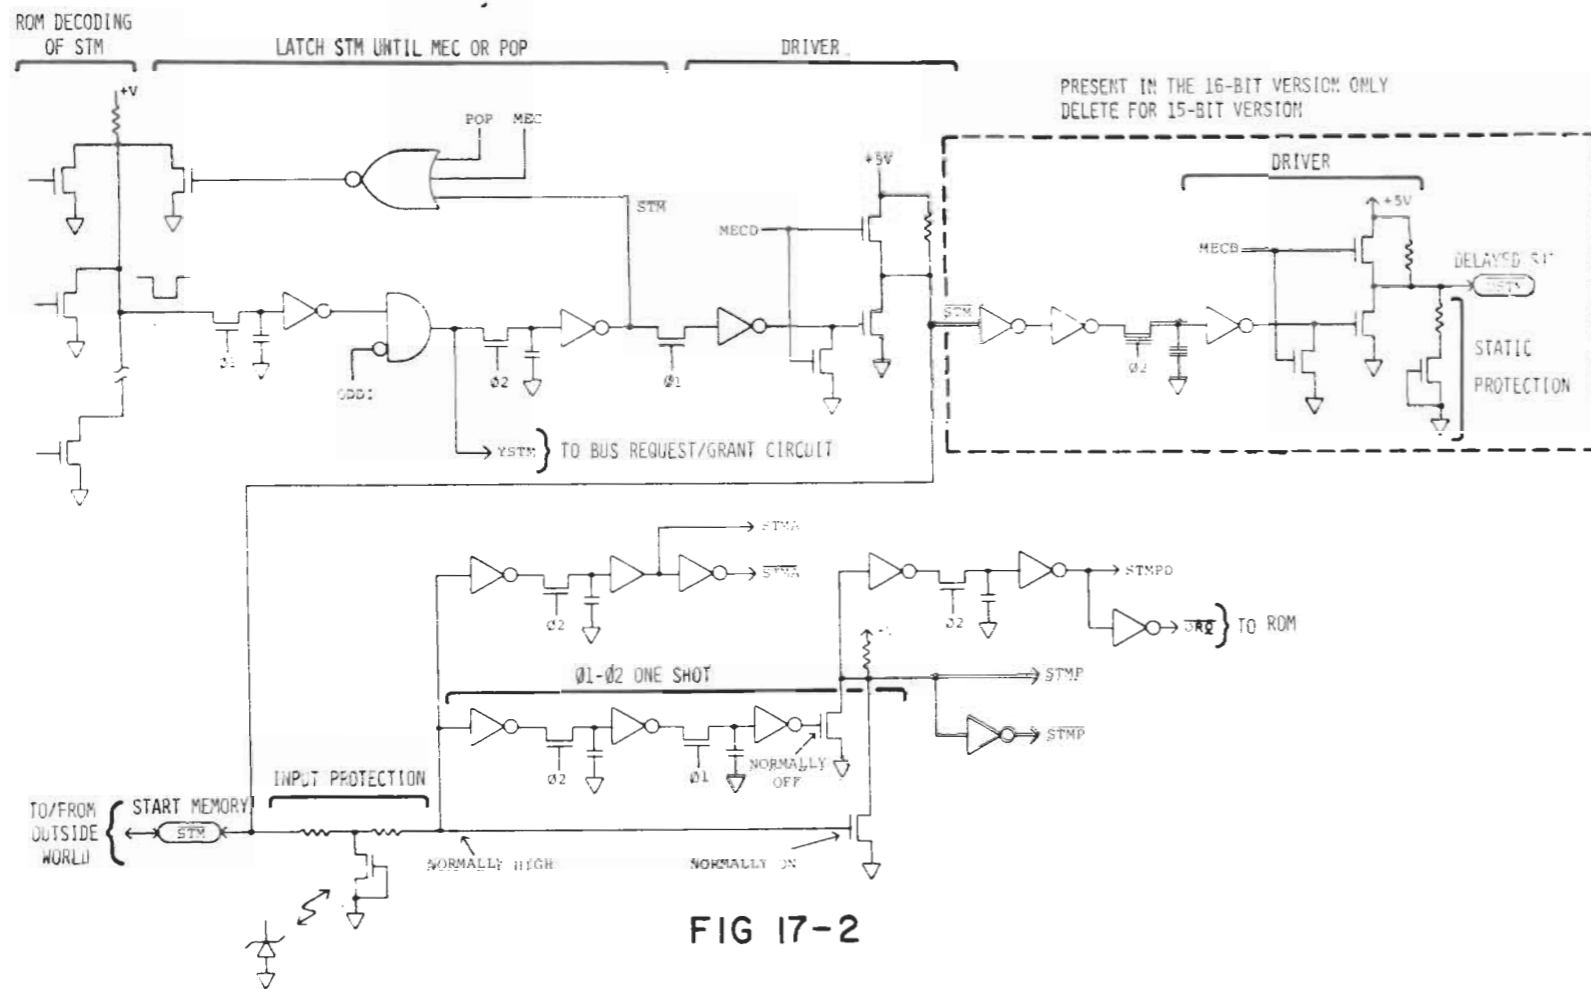 ROM DECODING
OF STM
LATCH STM UNTIL MEC OR POP
DRIVER
PRESENT IN THE 16-BIT VERSION ONLY
DELETE FOR 15-BIT VERSION
+V
POP
MEC
+5V
DRIVER
+5V
STM
MECD
MECB
DELAYED
STM
Ø2
Ø1
Ø2
STATIC
PROTECTION
YSTM } TO BUS REQUEST/GRANT CIRCUIT
STMA
STMA
STMPD
Ø2
Ø2
TO ROM
Ø1-Ø2 ONE SHOT
STMP
STMP
Ø2
Ø1
NORMALLY
OFF
INPUT PROTECTION
TO/FROM
OUTSIDE
WORLD
START MEMORY
STM
NORMALLY HIGH
NORMALLY ON
FIG 17-2